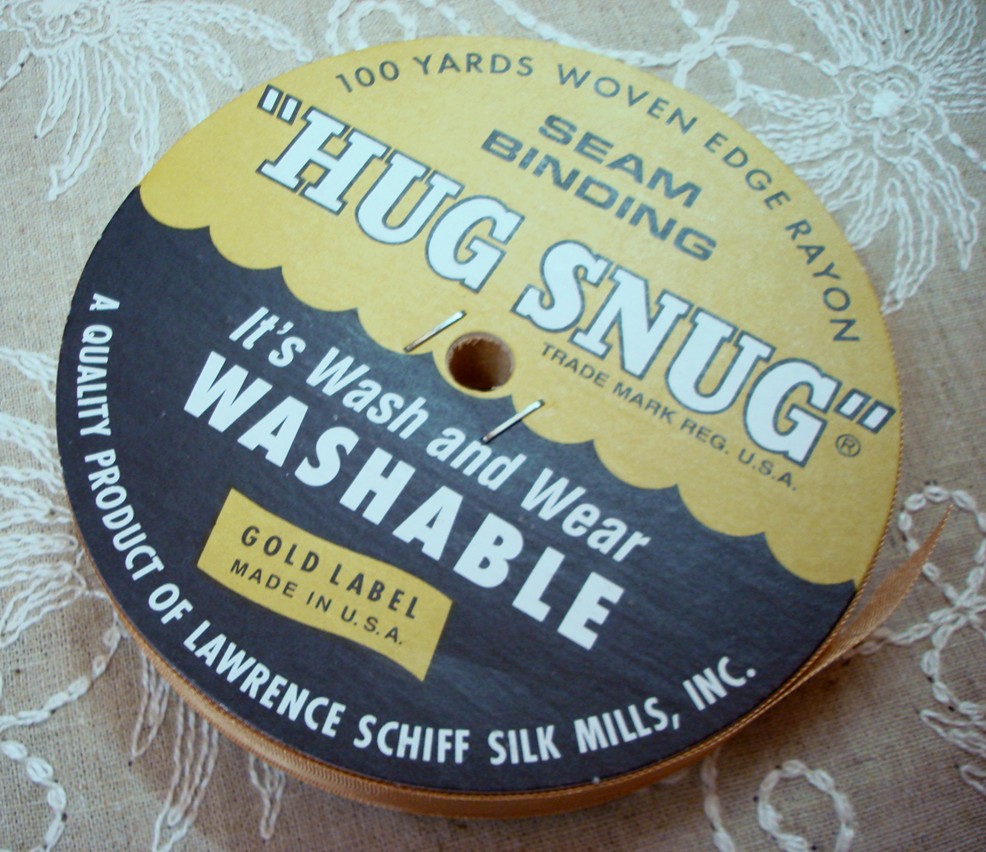 100 YARDS WOVEN EDGE RAYON
SEAM
BINDING
"HUG SNUG"®
TRADE MARK REG. U.S.A.
It's Wash and Wear
WASHABLE
GOLD LABEL
MADE IN U.S.A.
A QUALITY PRODUCT OF LAWRENCE SCHIFF SILK MILLS, INC.